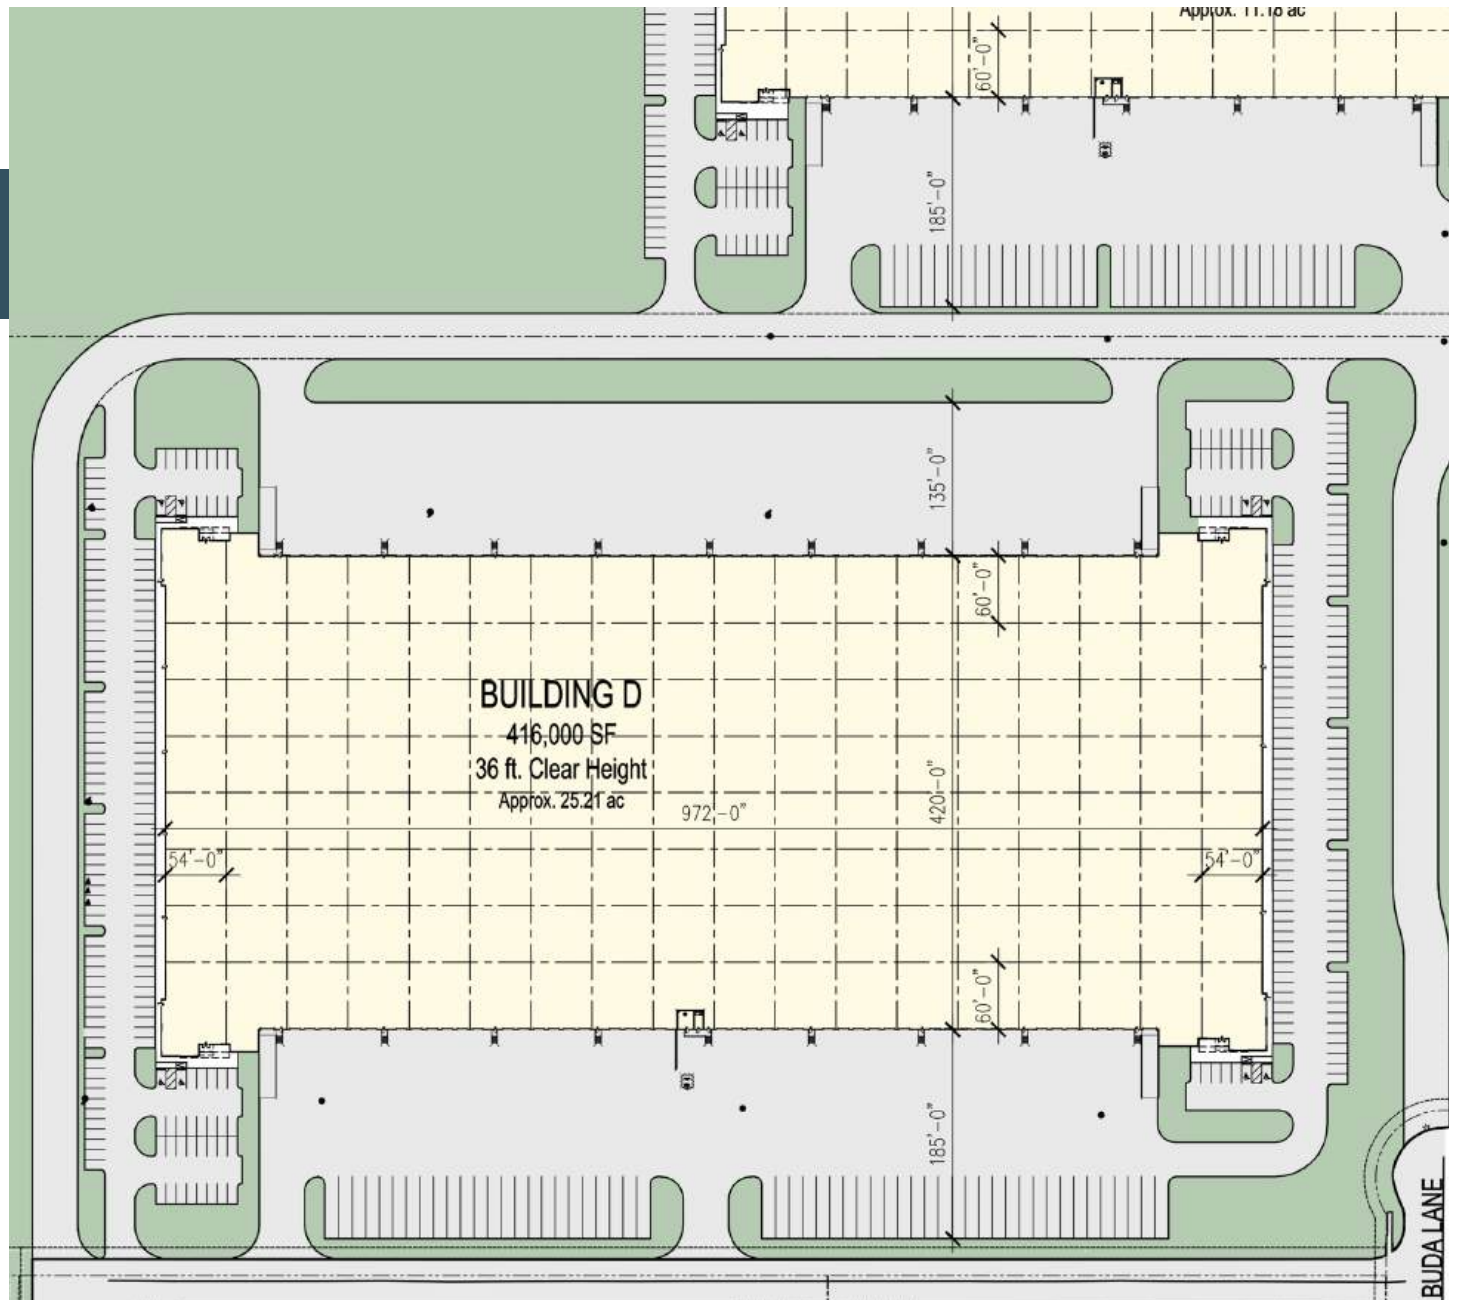 Approx. 11.18 ac
60'-0"
185'-0"
135'-0"
60'-0"
BUILDING D
416,000 SF
36 ft. Clear Height
Approx. 25.21 ac
972'-0"
420'-0"
54'-0"
54'-0"
60'-0"
185'-0"
BUDA LANE